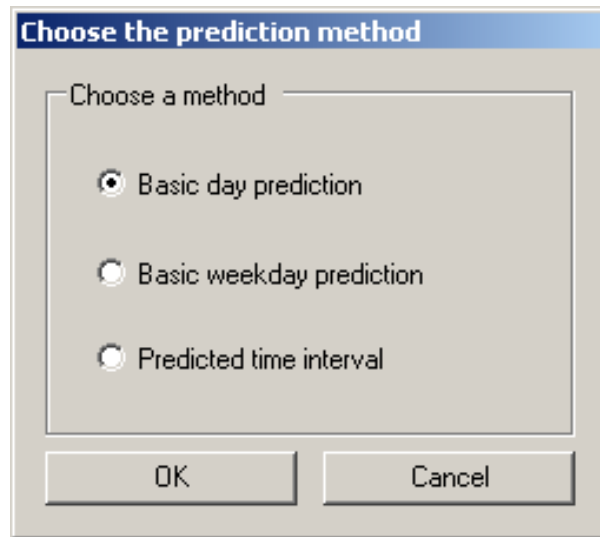 Choose the prediction method
Choose a method
Basic day prediction
Basic weekday prediction
Predicted time interval
OK Cancel